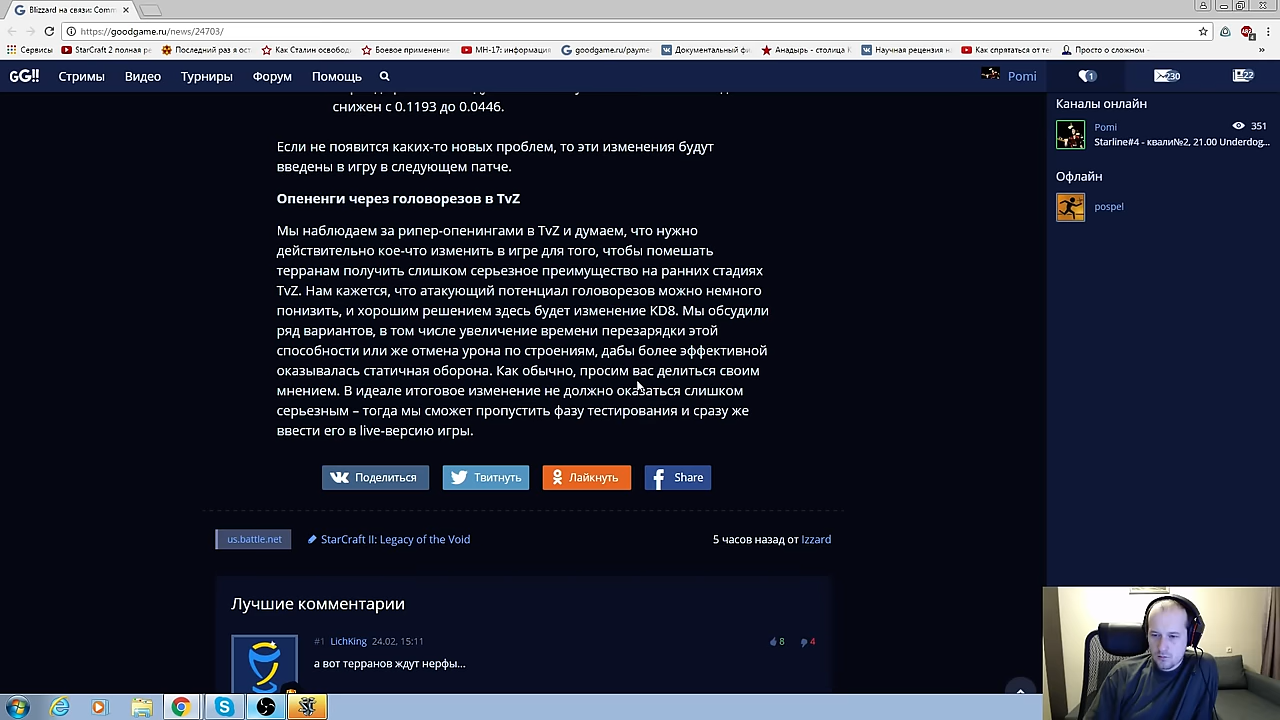 Blizzard на связи: Comm
https://goodgame.ru/news/24703/
Сервисы
StarCraft 2 полная ре
Последний раз я ост
Как Сталин освобод
Боевое применение
МН-17: информаци
goodgame.ru/payme
Документальный ф
Анадырь - столица
Научная рецензия н
Как спрятаться от те
Просто о сложном -
GG!!
Стримы
Видео
Турниры
Форум
Помощь
Pomi
1
230
22
снижен с 0.1193 до 0.0446.
Если не появится каких-то новых проблем, то эти изменения будут
введены в игру в следующем патче.
Опененги через головорезов в TvZ
Мы наблюдаем за рипер-опенингами в TvZ и думаем, что нужно
действительно кое-что изменить в игре для того, чтобы помешать
терранам получить слишком серьезное преимущество на ранних стадиях
TvZ. Нам кажется, что атакующий потенциал головорезов можно немного
понизить, и хорошим решением здесь будет изменение KD8. Мы обсудили
ряд вариантов, в том числе увеличение времени перезарядки этой
способности или же отмена урона по строениям, дабы более эффективной
оказывалась статичная оборона. Как обычно, просим вас делиться своим
мнением. В идеале итоговое изменение не должно оказаться слишком
серьезным – тогда мы сможет пропустить фазу тестирования и сразу же
ввести его в live-версию игры.
Поделиться
Твитнуть
Лайкнуть
Share
us.battle.net
StarCraft II: Legacy of the Void
5 часов назад от Izzard
Лучшие комментарии
#1 LichKing 24.02, 15:11
8
4
а вот терранов ждут нерфы...
Каналы онлайн
Pomi
351
Starline#4 - квали№2, 21.00 Underdog...
Офлайн
pospel